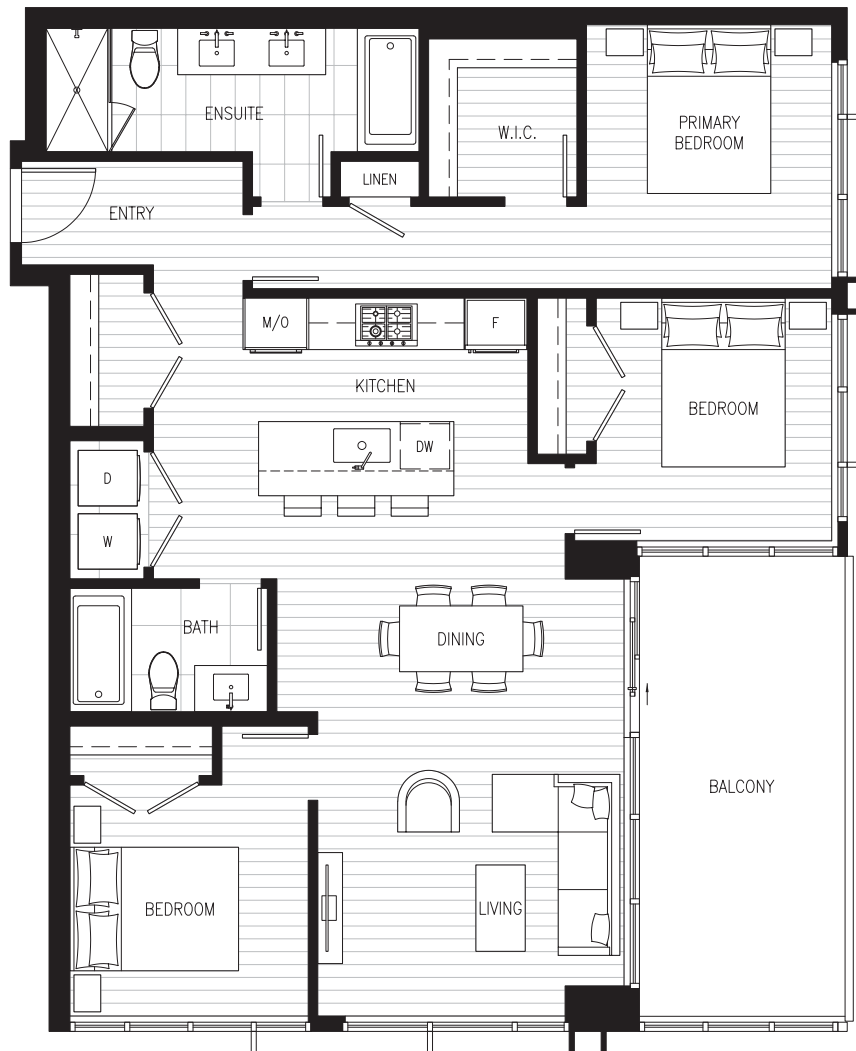 ENSUITE
W.I.C.
PRIMARY
BEDROOM
LINEN
ENTRY
M/O
F
KITCHEN
BEDROOM
DW
D
W
BATH
DINING
BALCONY
BEDROOM
LIVING